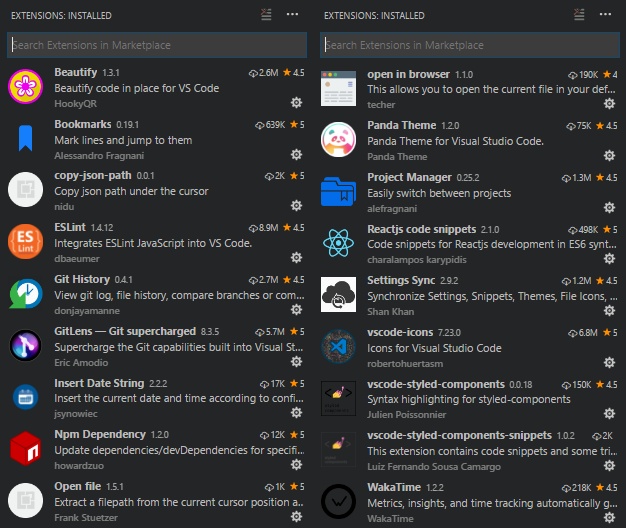 EXTENSIONS: INSTALLED
Search Extensions in Marketplace
Beautify 1.3.1 2.6M ★ 4.5
Beautify code in place for VS Code
HookyQR
Bookmarks 0.19.1 639K ★ 5
Mark lines and jump to them
Alessandro Fragnani
copy-json-path 0.0.1 2K ★ 5
Copy json path under the cursor
nidu
ES
Lint
ESLint 1.4.12 8.9M ★ 4.5
Integrates ESLint JavaScript into VS Code.
dbaeumer
Git History 0.4.1 2.7M ★ 4.5
View git log, file history, compare branches or com...
donjayamanne
GitLens — Git supercharged 8.3.5 5.7M ★ 5
Supercharge the Git capabilities built into Visual St...
Eric Amodio
Insert Date String 2.2.2 17K ★ 5
Insert the current date and time according to confi...
jsynowiec
Npm Dependency 1.2.0 12K ★ 5
Update dependencies/devDependencies for specifi...
howardzuo
Open file 1.5.1 1K ★ 5
Extract a filepath from the current cursor position a...
Frank Stuetzer
EXTENSIONS: INSTALLED
Search Extensions in Marketplace
open in browser 1.1.0 190K ★ 4
This allows you to open the current file in your def...
techer
Panda Theme 1.2.0 75K ★ 4.5
Panda Theme for Visual Studio Code.
Panda Theme
Project Manager 0.25.2 1.3M ★ 4.5
Easily switch between projects
alefragnani
Reactjs code snippets 2.1.0 498K ★ 5
Code snippets for Reactjs development in ES6 synt...
charalampos karypidis
Settings Sync 2.9.2 1.2M ★ 4.5
Synchronize Settings, Snippets, Themes, File Icons, ...
Shan Khan
vscode-icons 7.23.0 6.8M ★ 5
Icons for Visual Studio Code
robertohuertasm
vscode-styled-components 0.0.18 150K ★ 4.5
Syntax highlighting for styled-components
Julien Poissonnier
vscode-styled-components-snippets 1.0.2 2K
This extension contains code snippets and some tri...
Luiz Fernando Sousa Camargo
WakaTime 1.2.2 218K ★ 4.5
Metrics, insights, and time tracking automatically g...
WakaTime